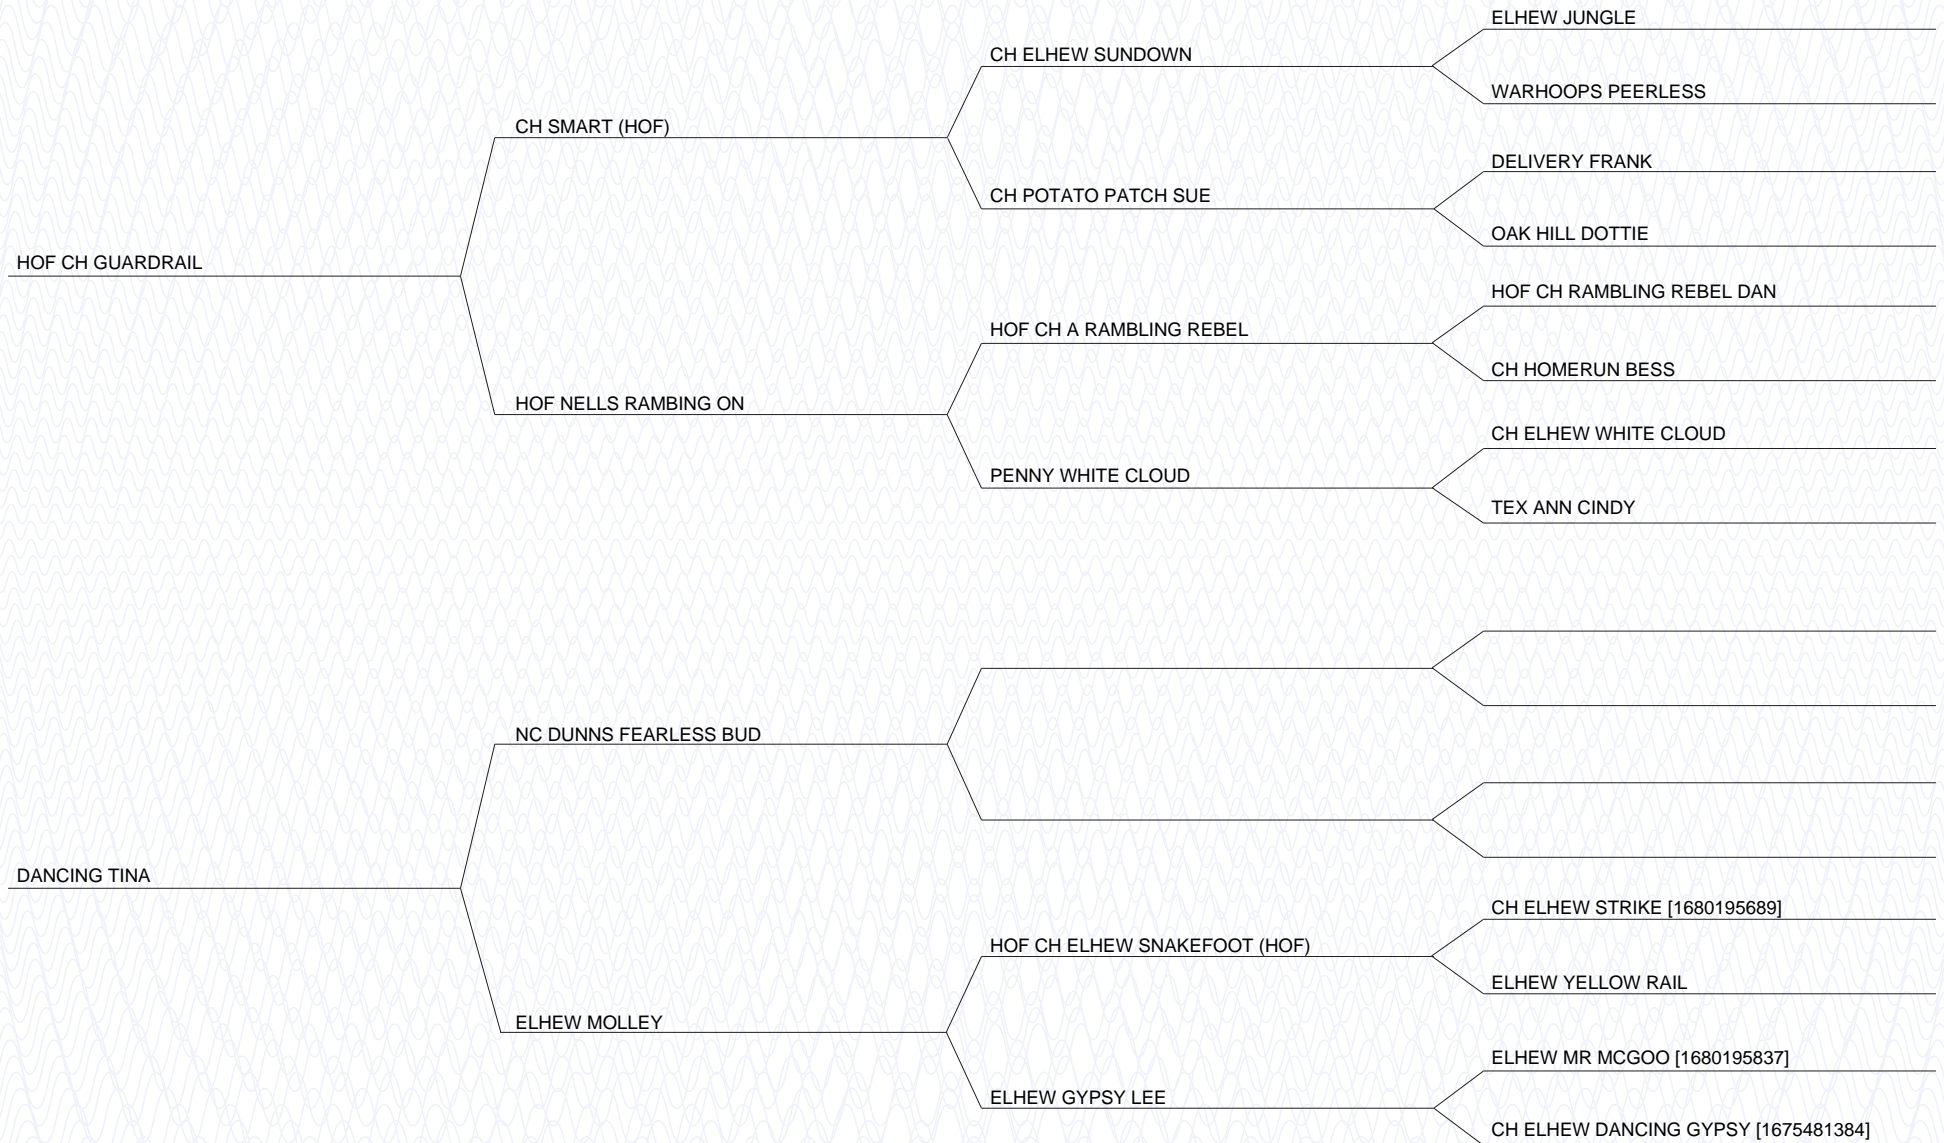 ELHEW JUNGLE
CH ELHEW SUNDOWN
WARHOOPS PEERLESS
CH SMART (HOF)
DELIVERY FRANK
CH POTATO PATCH SUE
OAK HILL DOTTIE
HOF CH GUARDRAIL
HOF CH RAMBLING REBEL DAN
HOF CH A RAMBLING REBEL
CH HOMERUN BESS
HOF NELLS RAMBING ON
CH ELHEW WHITE CLOUD
PENNY WHITE CLOUD
TEX ANN CINDY
NC DUNNS FEARLESS BUD
DANCING TINA
CH ELHEW STRIKE [1680195689]
HOF CH ELHEW SNAKEFOOT (HOF)
ELHEW YELLOW RAIL
ELHEW MOLLEY
ELHEW MR MCGOO [1680195837]
ELHEW GYPSY LEE
CH ELHEW DANCING GYPSY [1675481384]